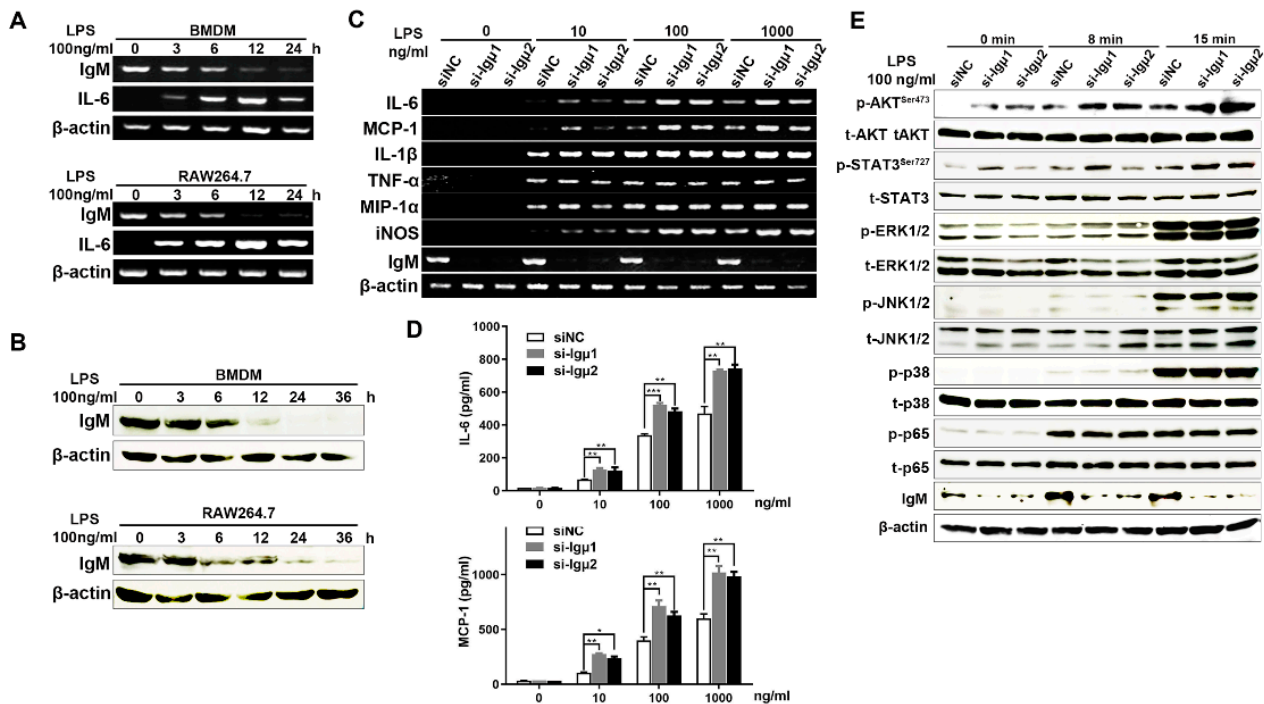 A
LPS
100ng/ml
BMDM
0 3 6 12 24 h
IgM
IL-6
β-actin
RAW264.7
LPS
100ng/ml
0 3 6 12 24
IgM
IL-6
β-actin
B
LPS
100ng/ml
BMDM
0 3 6 12 24 36 h
IgM
β-actin
LPS
100ng/ml
RAW264.7
0 3 6 12 24 36 h
IgM
β-actin
C
LPS
ng/ml
0 10 100 1000
siNC si-Igμ1 si-Igμ2 siNC si-Igμ1 si-Igμ2 siNC si-Igμ1 si-Igμ2 siNC si-Igμ1 si-Igμ2
IL-6
MCP-1
IL-1β
TNF-α
MIP-1α
iNOS
IgM
β-actin
D
siNC
si-Igμ1
si-Igμ2
IL-6 (pg/ml)
1000
800
600
400
200
0
** **
*** **
** **
0 10 100 1000 ng/ml
siNC
si-Igμ1
si-Igμ2
MCP-1 (pg/ml)
1000
500
0
** *
** **
** **
0 10 100 1000 ng/ml
E
LPS
100 ng/ml
0 min 8 min 15 min
siNC si-Igμ1 si-Igμ2 siNC si-Igμ1 si-Igμ2 siNC si-Igμ1 si-Igμ2
p-AKTSer473
t-AKT tAKT
p-STAT3Ser727
t-STAT3
p-ERK1/2
t-ERK1/2
p-JNK1/2
t-JNK1/2
p-p38
t-p38
p-p65
t-p65
IgM
β-actin